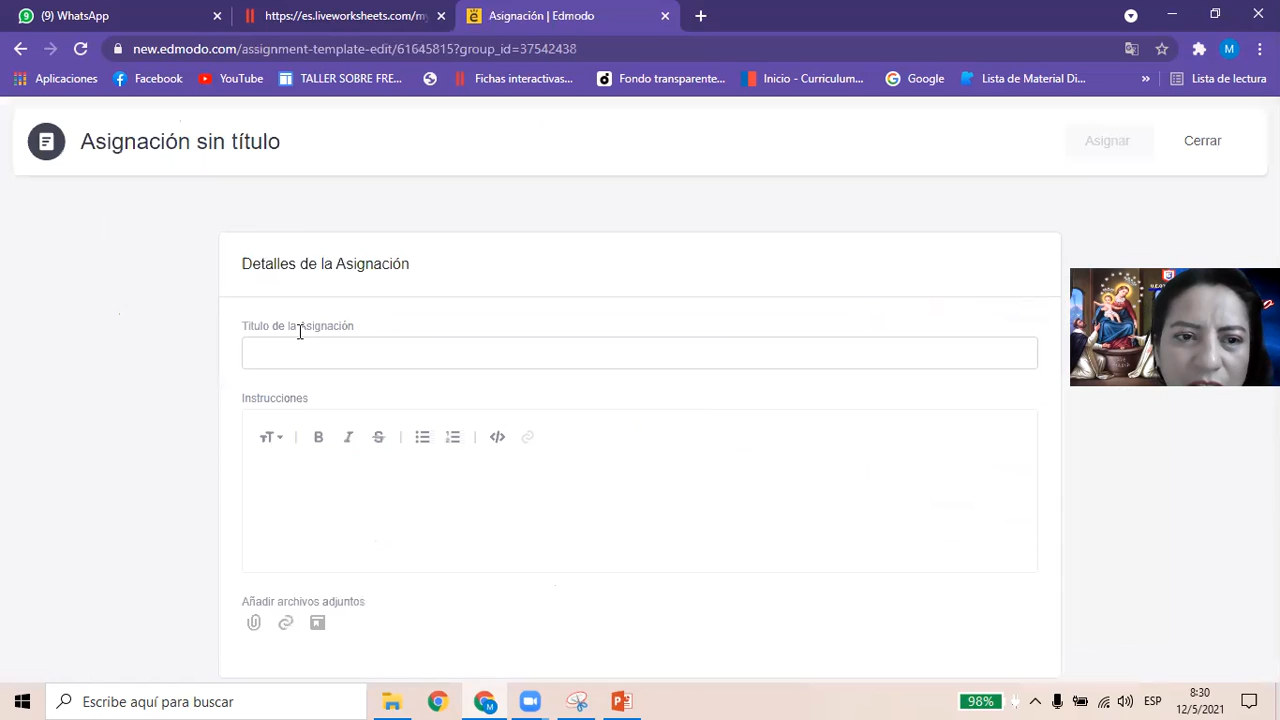 (9) WhatsApp
https://es.liveworksheets.com/my
Asignación | Edmodo
new.edmodo.com/assignment-template-edit/61645815?group_id=37542438
M
Aplicaciones
Facebook
YouTube
TALLER SOBRE FRE...
Fichas interactivas...
Fondo transparente...
Inicio - Curriculum...
Google
Lista de Material Di...
»
Lista de lectura
Asignación sin título
Asignar
Cerrar
Detalles de la Asignación
Título de la Asignación
Instrucciones
TT
B
I
S
</>
Añadir archivos adjuntos
Escribe aquí para buscar
98%
ESP
8:30
12/5/2021